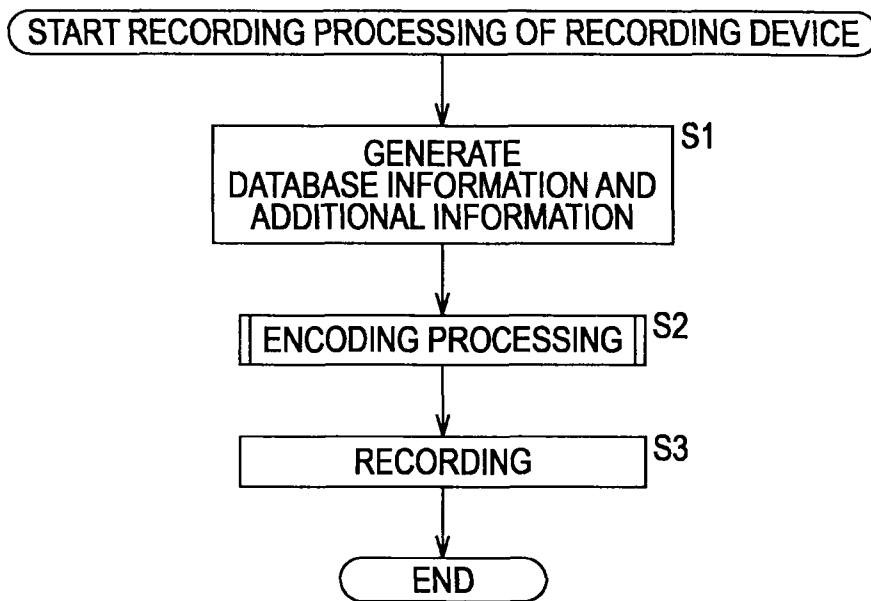 START RECORDING PROCESSING OF RECORDING DEVICE
S1
GENERATE
DATABASE INFORMATION AND
ADDITIONAL INFORMATION
S2
ENCODING PROCESSING
S3
RECORDING
END